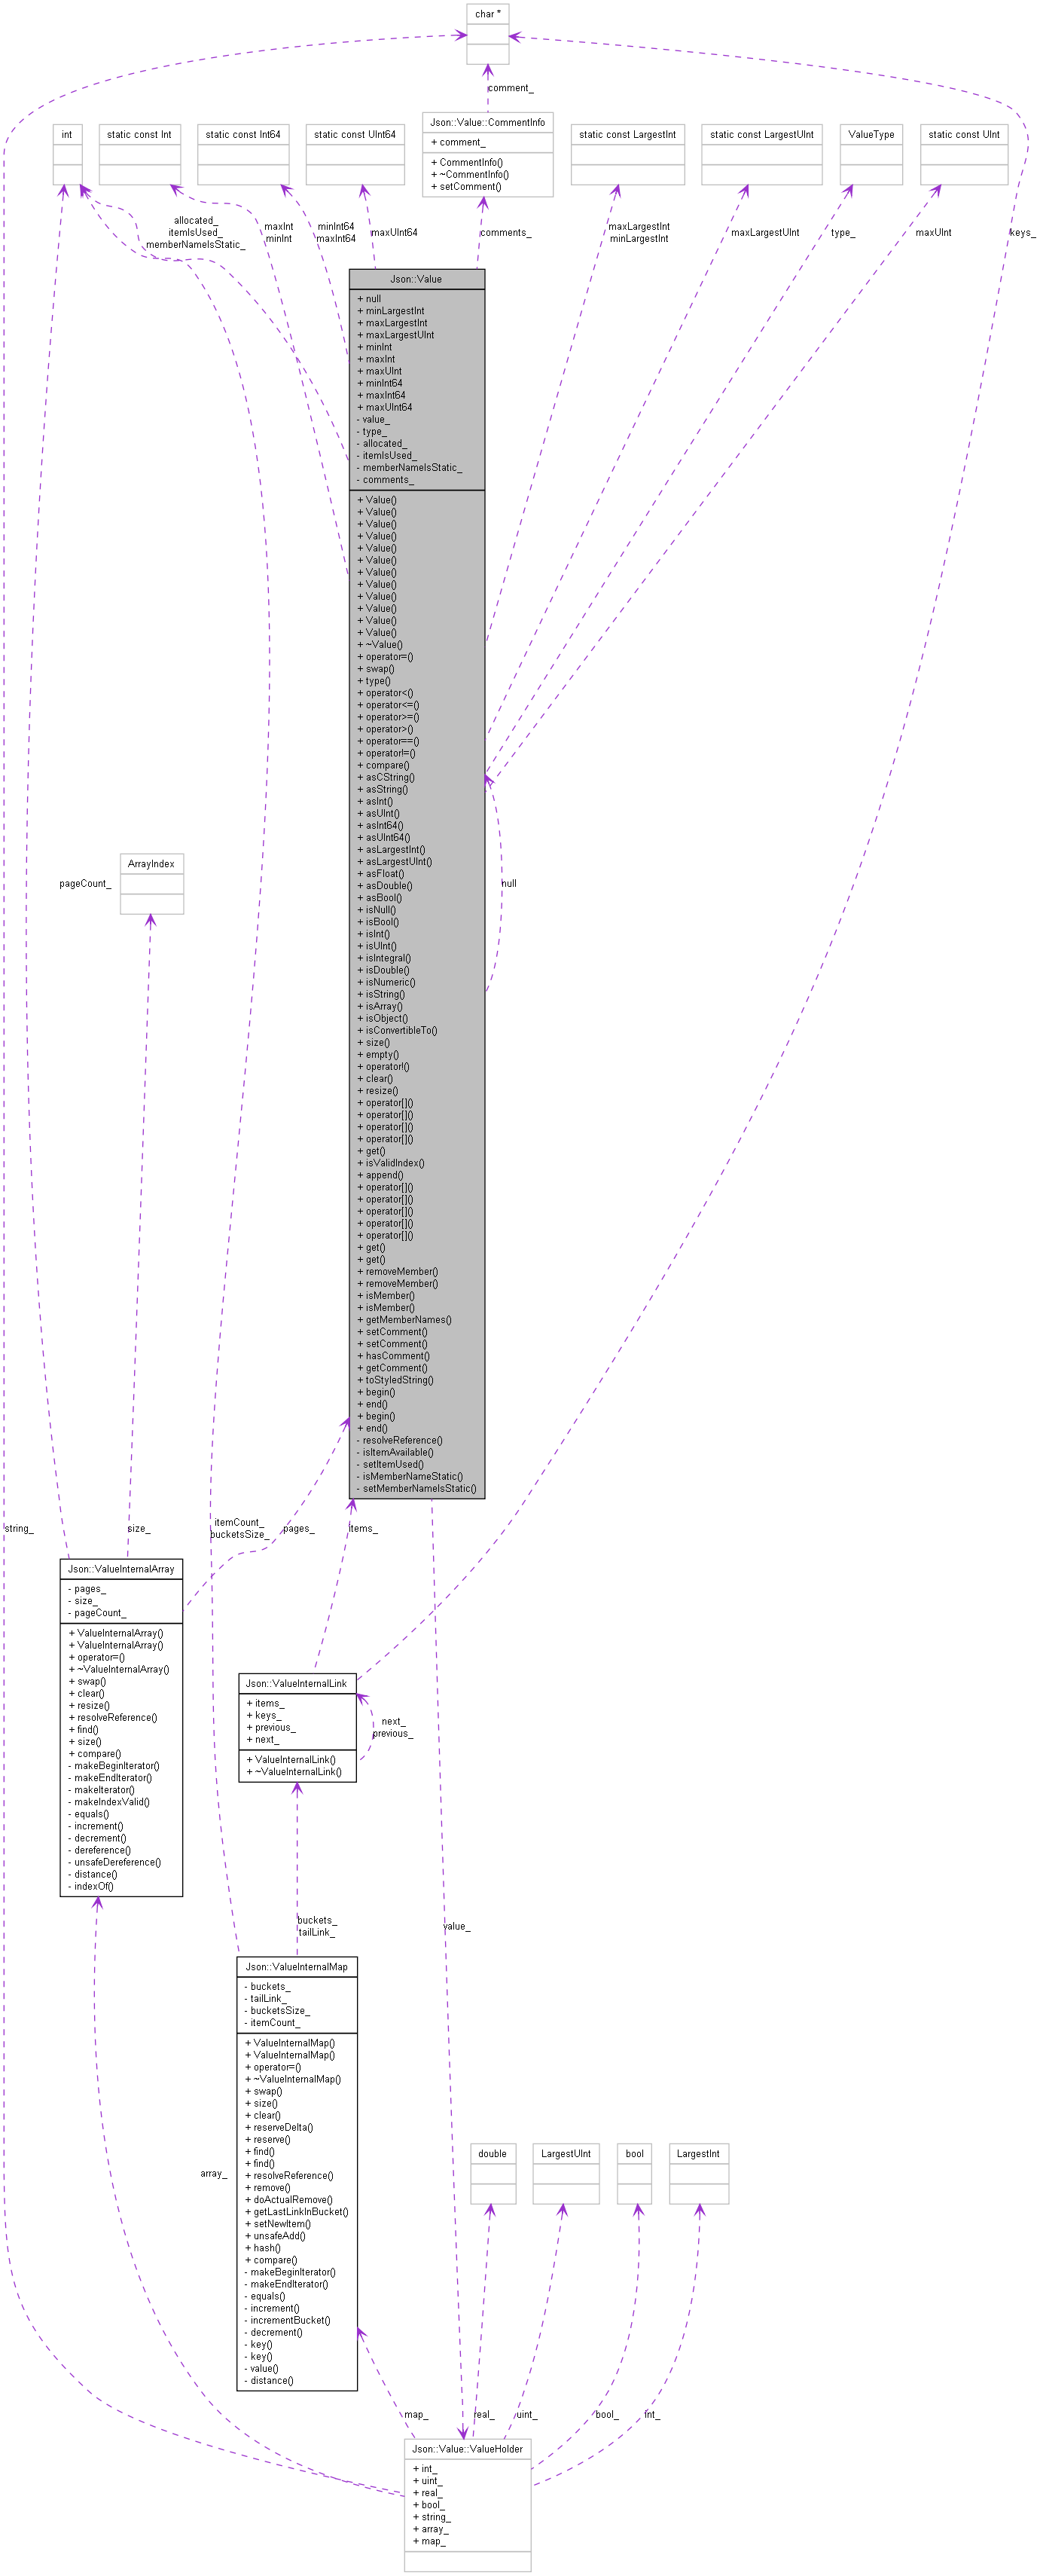 char *
comment_
Json::Value::CommentInfo
+ comment_
+ CommentInfo()
+ ~CommentInfo()
+ setComment()
int
static const Int
static const Int64
static const UInt64
static const LargestInt
static const LargestUInt
ValueType
static const UInt
allocated_
itemIsUsed_
memberNameIsStatic_
maxInt
minInt
minInt64
maxInt64
maxUInt64
comments_
maxLargestInt
minLargestInt
maxLargestUInt
type_
maxUInt
keys_
Json::Value
+ null
+ minLargestInt
+ maxLargestInt
+ maxLargestUInt
+ minInt
+ maxInt
+ maxUInt
+ minInt64
+ maxInt64
+ maxUInt64
- value_
- type_
- allocated_
- itemIsUsed_
- memberNameIsStatic_
- comments_
+ Value()
+ Value()
+ Value()
+ Value()
+ Value()
+ Value()
+ Value()
+ Value()
+ Value()
+ Value()
+ Value()
+ Value()
+ ~Value()
+ operator=()
+ swap()
+ type()
+ operator<()
+ operator<=()
+ operator>=()
+ operator>()
+ operator==()
+ operator!=()
+ compare()
+ asCString()
+ asString()
+ asInt()
+ asUInt()
+ asInt64()
+ asUInt64()
+ asLargestInt()
+ asLargestUInt()
+ asFloat()
+ asDouble()
+ asBool()
+ isNull()
+ isBool()
+ isInt()
+ isUInt()
+ isIntegral()
+ isDouble()
+ isNumeric()
+ isString()
+ isArray()
+ isObject()
+ isConvertibleTo()
+ size()
+ empty()
+ operator!()
+ clear()
+ resize()
+ operator[]()
+ operator[]()
+ operator[]()
+ operator[]()
+ get()
+ isValidIndex()
+ append()
+ operator[]()
+ operator[]()
+ operator[]()
+ operator[]()
+ operator[]()
+ get()
+ get()
+ removeMember()
+ removeMember()
+ isMember()
+ isMember()
+ getMemberNames()
+ setComment()
+ setComment()
+ hasComment()
+ getComment()
+ toStyledString()
+ begin()
+ end()
+ begin()
+ end()
- resolveReference()
- isItemAvailable()
- setItemUsed()
- isMemberNameStatic()
- setMemberNameIsStatic()
null
pageCount_
ArrayIndex
string_
size_
itemCount_
bucketsSize_
pages_
items_
Json::ValueInternalArray
- pages_
- size_
- pageCount_
+ ValueInternalArray()
+ ValueInternalArray()
+ operator=()
+ ~ValueInternalArray()
+ swap()
+ clear()
+ resize()
+ resolveReference()
+ find()
+ size()
+ compare()
- makeBeginIterator()
- makeEndIterator()
- makeIterator()
- makeIndexValid()
- equals()
- increment()
- decrement()
- dereference()
- unsafeDereference()
- distance()
- indexOf()
Json::ValueInternalLink
+ items_
+ keys_
+ previous_
+ next_
+ ValueInternalLink()
+ ~ValueInternalLink()
next_
previous_
buckets_
tailLink_
value_
Json::ValueInternalMap
- buckets_
- tailLink_
- bucketsSize_
- itemCount_
+ ValueInternalMap()
+ ValueInternalMap()
+ operator=()
+ ~ValueInternalMap()
+ swap()
+ size()
+ clear()
+ reserveDelta()
+ reserve()
+ find()
+ find()
+ resolveReference()
+ remove()
+ doActualRemove()
+ getLastLinkInBucket()
+ setNewItem()
+ unsafeAdd()
+ hash()
+ compare()
- makeBeginIterator()
- makeEndIterator()
- equals()
- increment()
- incrementBucket()
- decrement()
- key()
- key()
- value()
- distance()
array_
double
LargestUInt
bool
LargestInt
map_
real_
uint_
bool_
int_
Json::Value::ValueHolder
+ int_
+ uint_
+ real_
+ bool_
+ string_
+ array_
+ map_